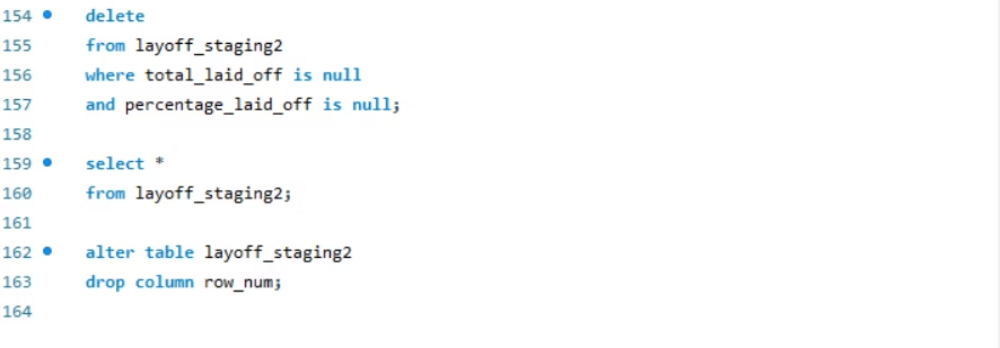 154 delete
155 from layoff_staging2
156 where total_laid_off is null
157 and percentage_laid_off is null;
158
159 select *
160 from layoff_staging2;
161
162 alter table layoff_staging2
163 drop column row_num;
164